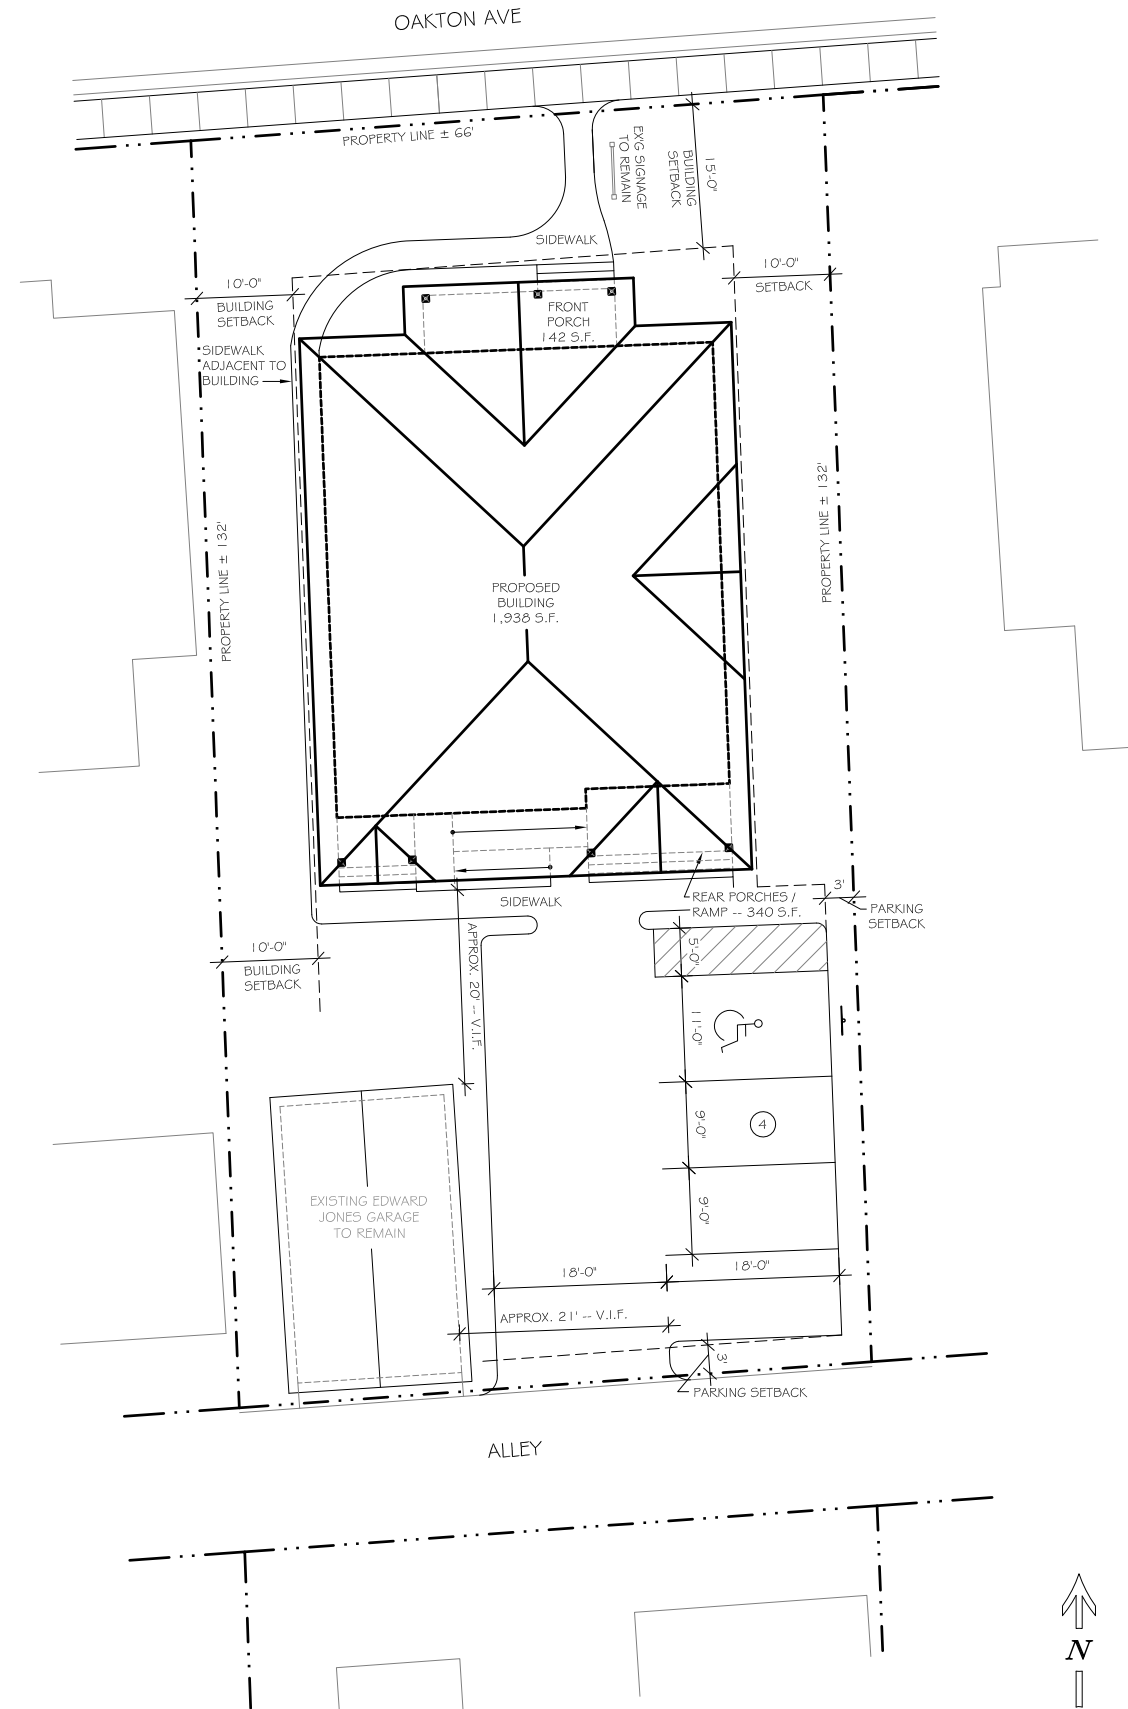 OAKTON AVE
PROPERTY LINE ± 66'
EX'G SIGNAGE
TO REMAIN
BUILDING
SETBACK
15'-0"
SIDEWALK
10'-0"
BUILDING
SETBACK
10'-0"
SETBACK
FRONT
PORCH
142 S.F.
SIDEWALK
ADJACENT TO
BUILDING
PROPERTY LINE ± 132'
PROPERTY LINE ± 132'
PROPOSED
BUILDING
1,938 S.F.
SIDEWALK
REAR PORCHES /
RAMP -- 340 S.F.
3'
PARKING
SETBACK
10'-0"
BUILDING
SETBACK
APPROX. 20' -- V.I.F.
5'-0"
11'-0"
9'-0"
4
9'-0"
EXISTING EDWARD
JONES GARAGE
TO REMAIN
18'-0"
18'-0"
APPROX. 21' -- V.I.F.
3'
PARKING SETBACK
ALLEY
N